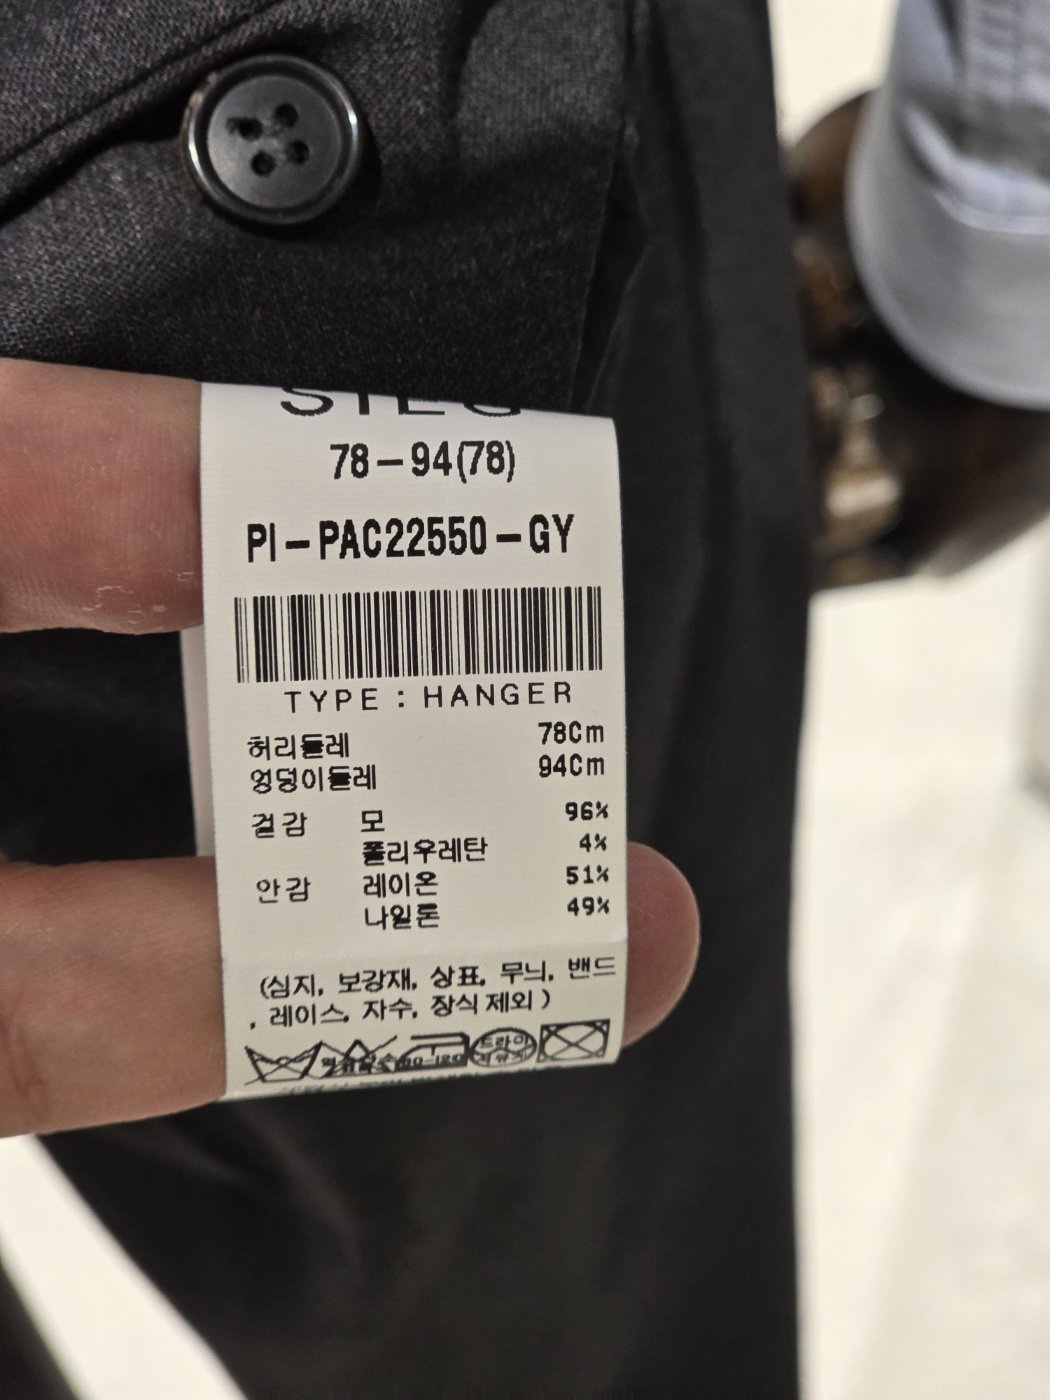 78-94(78)
PI-PAC22550-GY
TYPE : HANGER
허리둘레 78Cm
엉덩이둘레 94Cm
겉감 모 96%
폴리우레탄 4%
안감 레이온 51%
나일론 49%
(심지, 보강재, 상표, 무늬, 밴드
, 레이스, 자수, 장식 제외 )
드라이